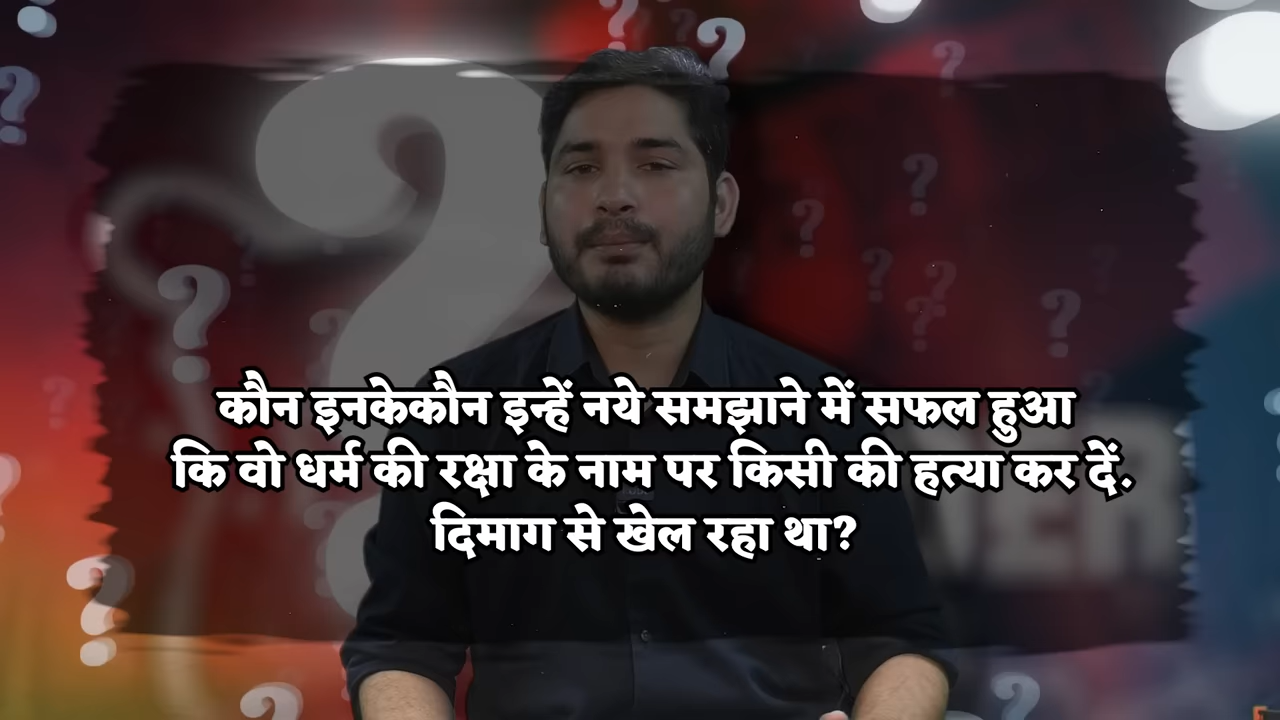 कौन इनकेकौन इन्हें नये समझाने में सफल हुआ
कि वो धर्म की रक्षा के नाम पर किसी की हत्या कर दें.
दिमाग से खेल रहा था?